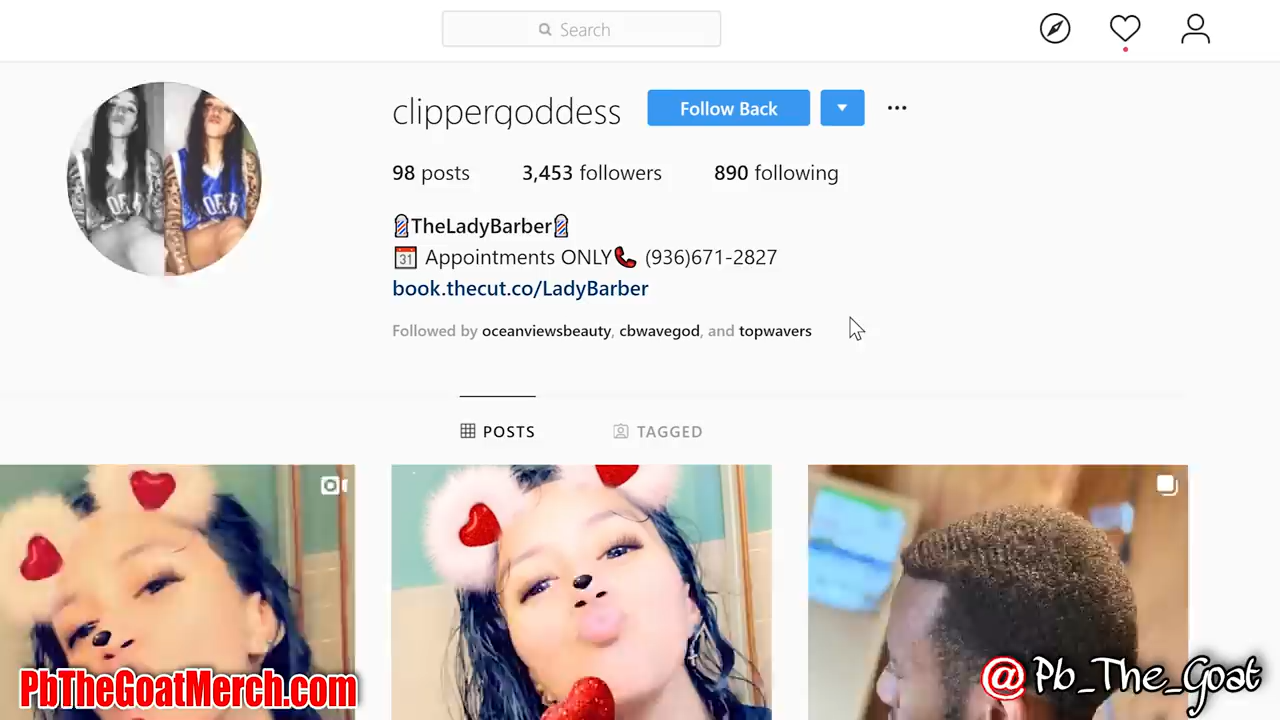 Search
clippergoddess
Follow Back
98 posts
3,453 followers
890 following
💈TheLadyBarber💈
📅 Appointments ONLY📞 (936)671-2827
book.thecut.co/LadyBarber
Followed by oceanviewsbeauty, cbwavegod, and topwavers
POSTS
TAGGED
PbTheGoatMerch.com
@Pb_The_Goat